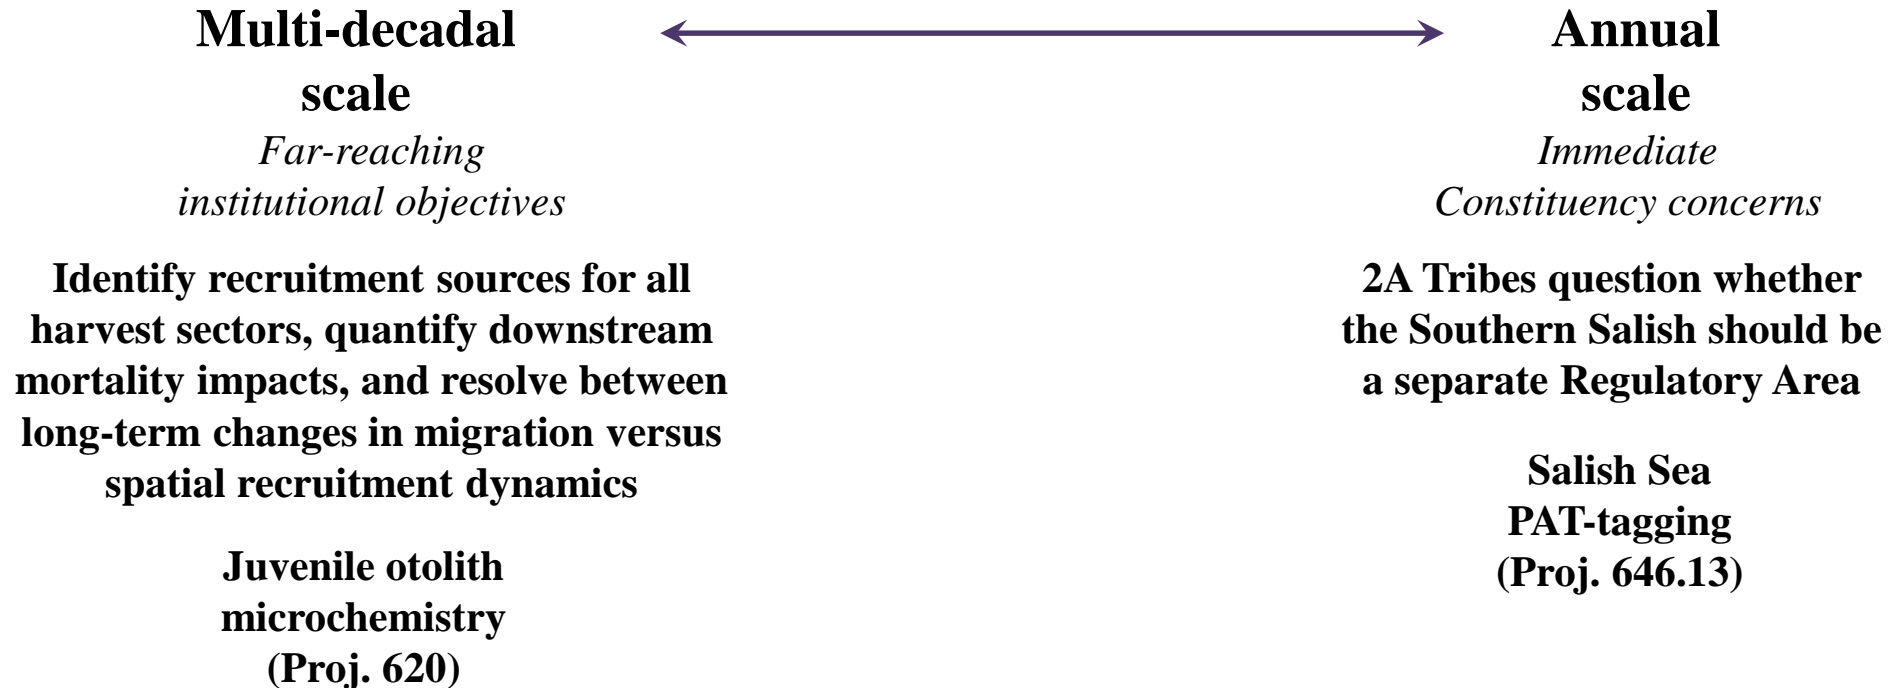 Multi-decadal
scale
Far-reaching
institutional objectives
Identify recruitment sources for all
harvest sectors, quantify downstream
mortality impacts, and resolve between
long-term changes in migration versus
spatial recruitment dynamics
Juvenile otolith
microchemistry
(Proj. 620)
Annual
scale
Immediate
Constituency concerns
2A Tribes question whether
the Southern Salish should be
a separate Regulatory Area
Salish Sea
PAT-tagging
(Proj. 646.13)